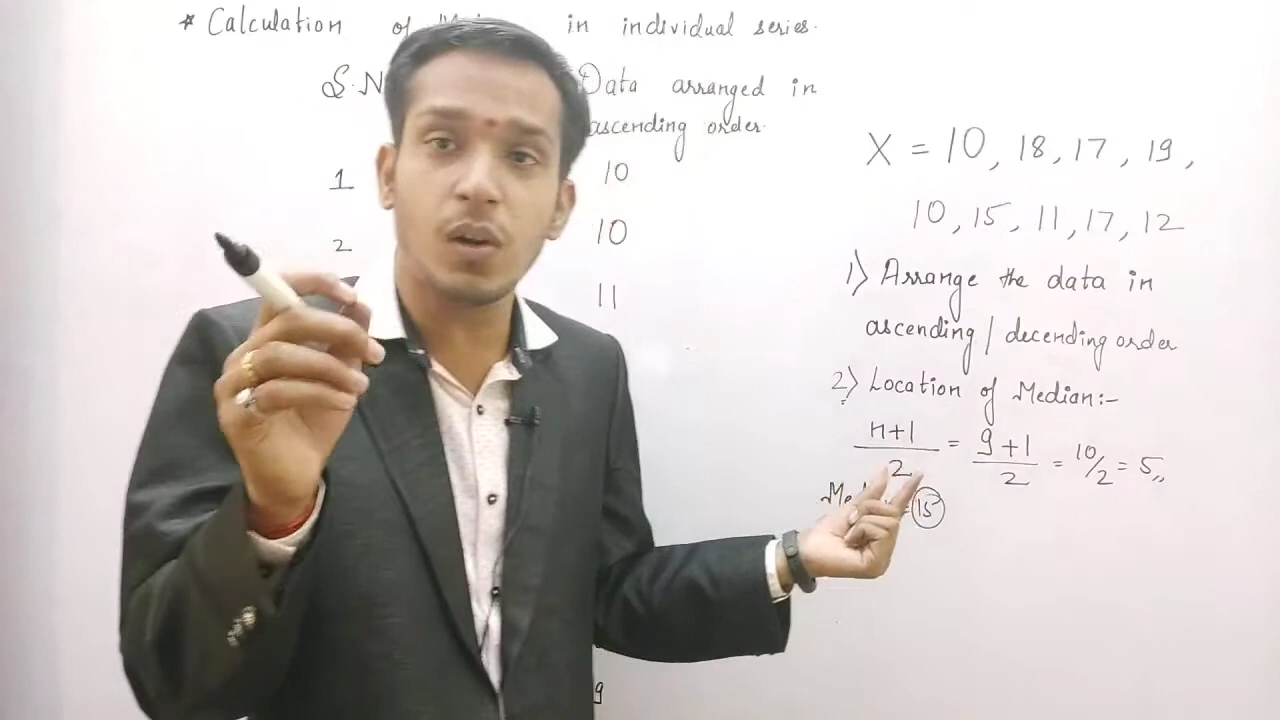 * Calculation of in individual series.
S.N Data arranged in
ascending order.
1 10
2 10
11
9
X = 10, 18, 17, 19,
10, 15, 11, 17, 12
1) Arrange the data in
ascending / decending order
2) Location of Median:-
n+1/2 = 9+1/2 = 10/2 = 5,,
= 15